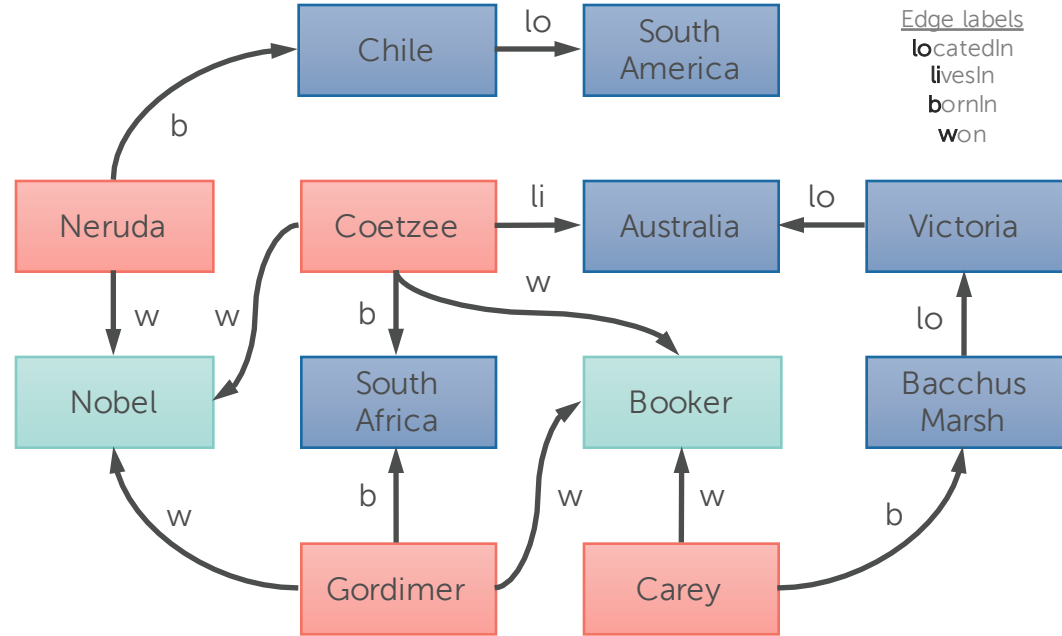 Edge labels
locatedIn
livesIn
bornIn
won
Chile
lo
South
America
b
Neruda
Coetzee
li
Australia
lo
Victoria
w
w
b
w
lo
Nobel
South
Africa
Booker
Bacchus
Marsh
w
b
w
w
b
Gordimer
Carey